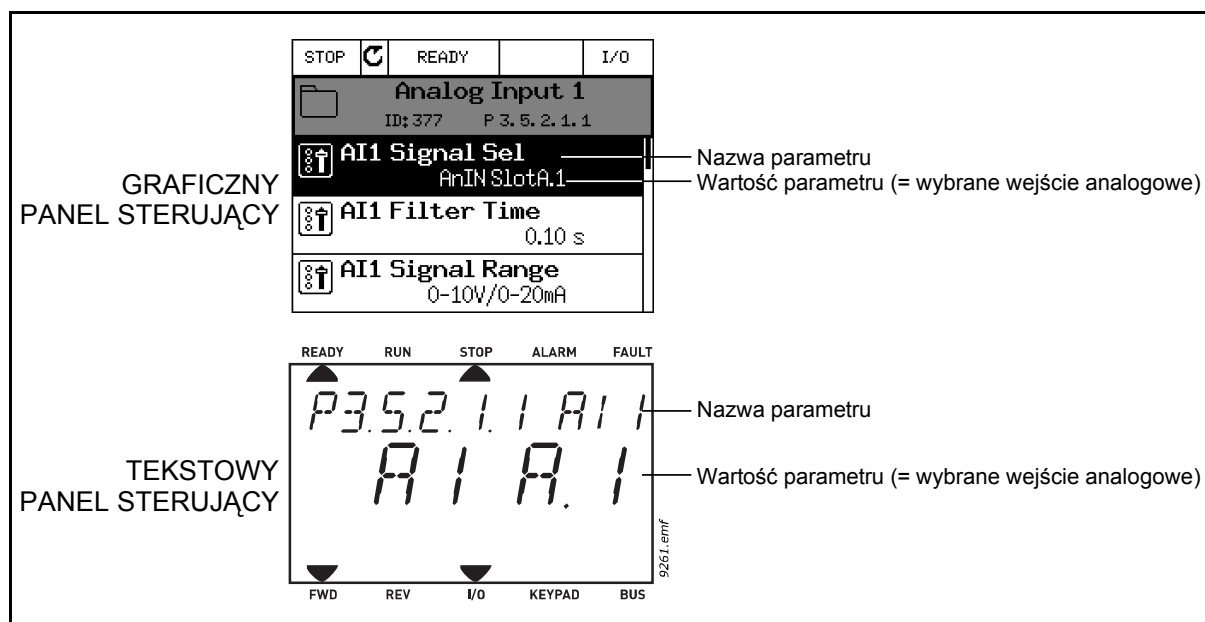 STOP READY I/O
Analog Input 1
ID:377 P3.5.2.1.1
AI1 Signal Sel
AnIN SlotA.1
AI1 Filter Time
0.10 s
AI1 Signal Range
0-10V/0-20mA
GRAFICZNY
PANEL STERUJĄCY
Nazwa parametru
Wartość parametru (= wybrane wejście analogowe)
READY RUN STOP ALARM FAULT
P3.5.2.1.1 AI1
AI A.1
FWD REV I/O KEYPAD BUS
TEKSTOWY
PANEL STERUJĄCY
Nazwa parametru
Wartość parametru (= wybrane wejście analogowe)
9261.emf